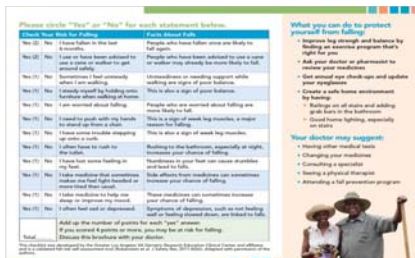 Please circle "Yes" or "No" for each statement below.
Check Your Risk for Falling
Facts About Falls
Yes (2) No I have fallen in the last 6 months.
People who have fallen once are likely to fall again.
Yes (2) No I use or have been advised to use a cane or walker to get around safely.
People who have been advised to use a cane or walker may already be more likely to fall.
Yes (1) No Sometimes I feel unsteady when I am walking.
Unsteadiness or needing support while walking are signs of poor balance.
Yes (1) No I steady myself by holding onto furniture when walking at home.
This is also a sign of poor balance.
Yes (1) No I am worried about falling.
People who are worried about falling are more likely to fall.
Yes (1) No I need to push with my hands to stand up from a chair.
This is a sign of weak leg muscles, a major reason for falling.
Yes (1) No I have some trouble stepping up onto a curb.
This is also a sign of weak leg muscles.
Yes (1) No I often have to rush to the toilet.
Rushing to the bathroom, especially at night, increases your chance of falling.
Yes (1) No I have lost some feeling in my feet.
Numbness in your feet can cause stumbles and lead to falls.
Yes (1) No I take medicine that sometimes makes me feel light-headed or more tired than usual.
Side effects from medicines can sometimes increase your chance of falling.
Yes (1) No I take medicine to help me sleep or improve my mood.
These medicines can sometimes increase your chance of falling.
Yes (1) No I often feel sad or depressed.
Symptoms of depression, such as not feeling well or feeling slowed down, are linked to falls.
Total
Add up the number of points for each "yes" answer.
If you scored 4 points or more, you may be at risk for falling.
Discuss this brochure with your doctor.
What you can do to protect
yourself from falling:
• Improve leg strength and balance by
finding an exercise program that's
right for you
• Ask your doctor or pharmacist to
review your medicines
• Get annual eye check-ups and update
your eyeglasses
• Create a safe home environment
by having:
• Railings on all stairs and adding
grab bars in the bathroom
• Good home lighting, especially
on stairs
Your doctor may suggest:
• Having other medical tests
• Changing your medicines
• Consulting a specialist
• Seeing a physical therapist
• Attending a fall prevention program